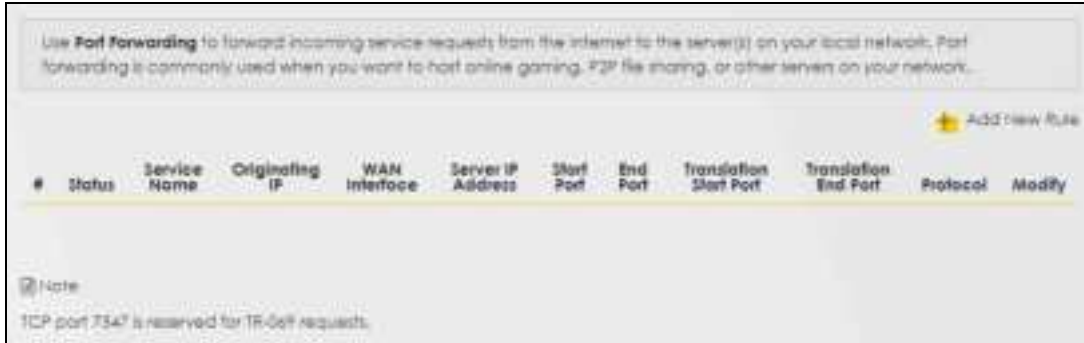 Use Port Forwarding to forward incoming service requests from the Internet to the server(s) on your local network. Port
forwarding is commonly used when you want to host online gaming, P2P file sharing, or other servers on your network.
Add New Rule
# Status Service Name Originating IP WAN Interface Server IP Address Start Port End Port Translation Start Port Translation End Port Protocol Modify
Note
TCP port 7547 is reserved for TR-069 requests.